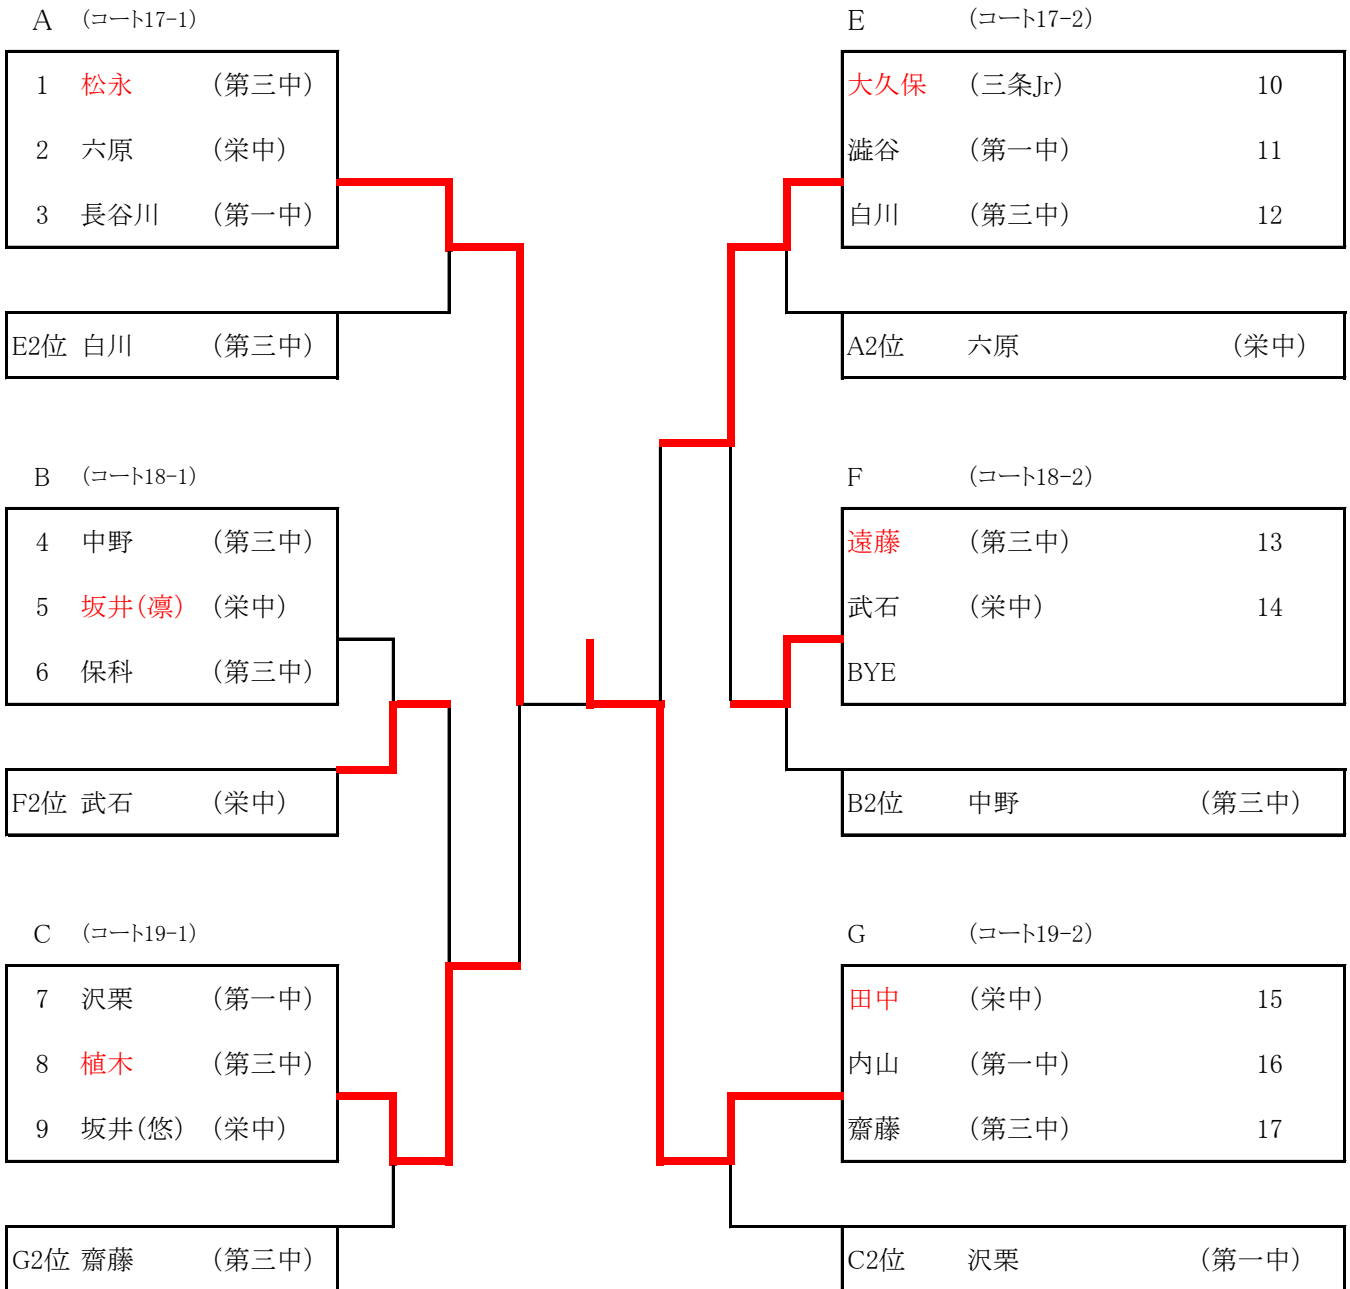 A (コート17-1)
1 松永 (第三中)
2 六原 (栄中)
3 長谷川 (第一中)
E2位 白川 (第三中)
B (コート18-1)
4 中野 (第三中)
5 坂井(凛) (栄中)
6 保科 (第三中)
F2位 武石 (栄中)
C (コート19-1)
7 沢栗 (第一中)
8 植木 (第三中)
9 坂井(悠) (栄中)
G2位 齋藤 (第三中)
E (コート17-2)
大久保 (三条Jr) 10
澁谷 (第一中) 11
白川 (第三中) 12
A2位 六原 (栄中)
F (コート18-2)
遠藤 (第三中) 13
武石 (栄中) 14
BYE
B2位 中野 (第三中)
G (コート19-2)
田中 (栄中) 15
内山 (第一中) 16
齋藤 (第三中) 17
C2位 沢栗 (第一中)